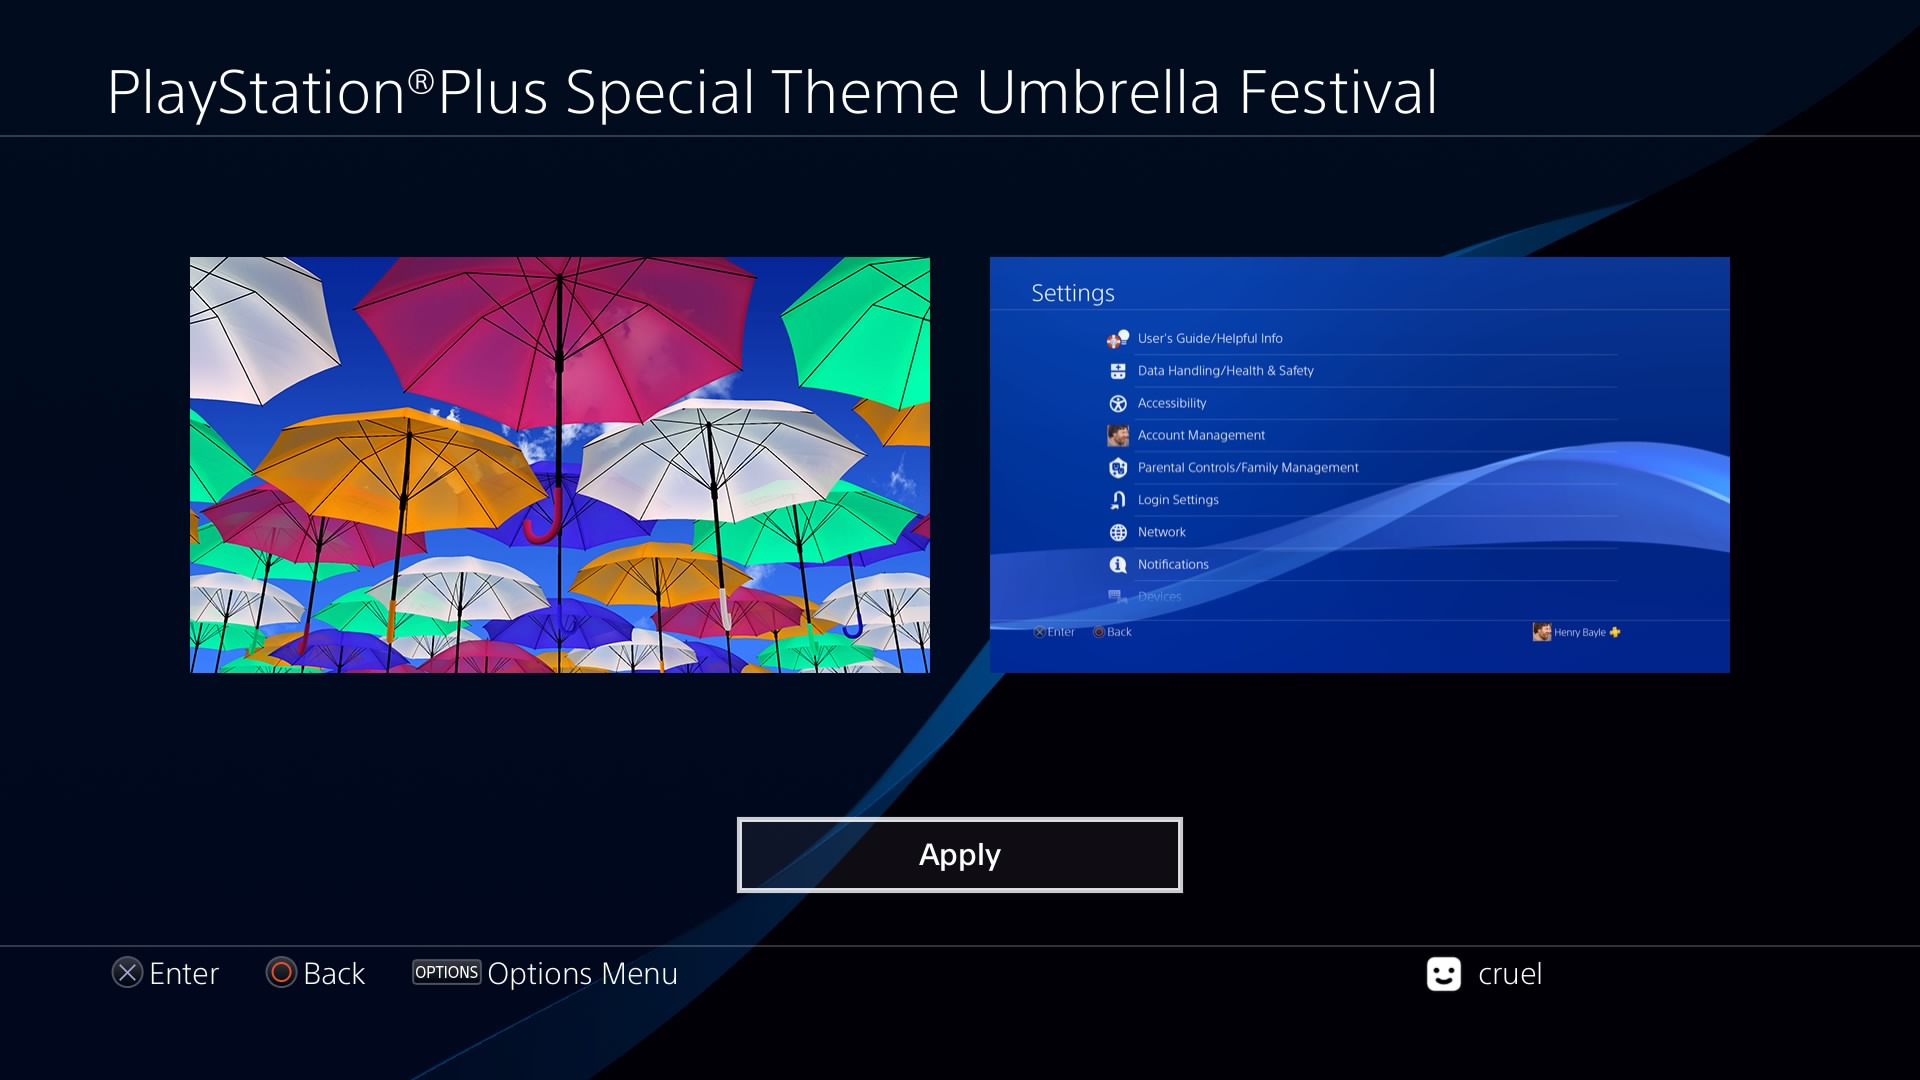 PlayStation®Plus Special Theme Umbrella Festival
Settings
User's Guide/Helpful Info
Data Handling/Health & Safety
Accessibility
Account Management
Parental Controls/Family Management
Login Settings
Network
Notifications
Devices
Enter
Back
Henry Bayle
Apply
Enter
Back
OPTIONS Options Menu
cruel